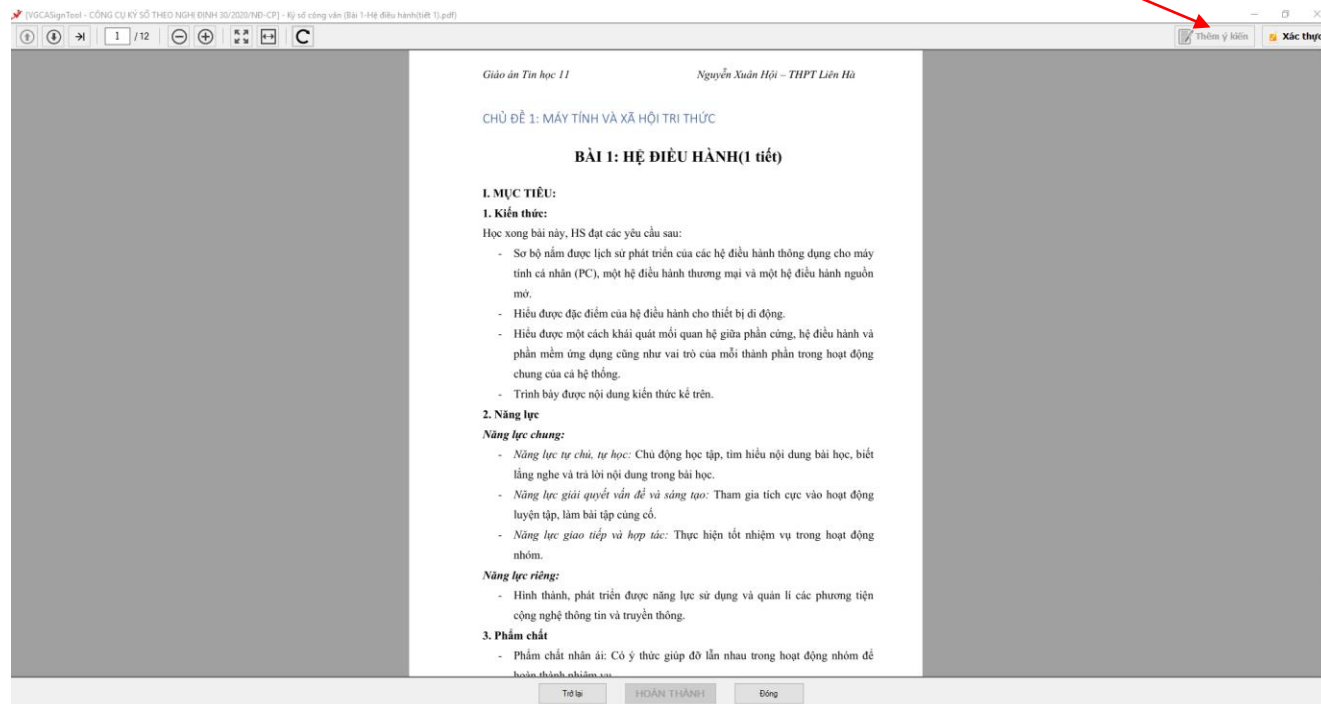 [VGCASignTool - CÔNG CỤ KÝ SỐ THEO NGHỊ ĐỊNH 30/2020/NĐ-CP] - Ký số công văn (Bài 1-Hệ điều hành(tiết 1).pdf)
1 /12 Thêm ý kiến Xác thực
Giáo án Tin học 11 Nguyễn Xuân Hội – THPT Liên Hà
CHỦ ĐỀ 1: MÁY TÍNH VÀ XÃ HỘI TRI THỨC
BÀI 1: HỆ ĐIỀU HÀNH(1 tiết)
I. MỤC TIÊU:
1. Kiến thức:
Học xong bài này, HS đạt các yêu cầu sau:
- Sơ bộ nắm được lịch sử phát triển của các hệ điều hành thông dụng cho máy
tính cá nhân (PC), một hệ điều hành thương mại và một hệ điều hành nguồn
mở.
- Hiểu được đặc điểm của hệ điều hành cho thiết bị di động.
- Hiểu được một cách khái quát mối quan hệ giữa phần cứng, hệ điều hành và
phần mềm ứng dụng cũng như vai trò của mỗi thành phần trong hoạt động
chung của cả hệ thống.
- Trình bày được nội dung kiến thức kể trên.
2. Năng lực
Năng lực chung:
- Năng lực tự chủ, tự học: Chủ động học tập, tìm hiểu nội dung bài học, biết
lắng nghe và trả lời nội dung trong bài học.
- Năng lực giải quyết vấn đề và sáng tạo: Tham gia tích cực vào hoạt động
luyện tập, làm bài tập củng cố.
- Năng lực giao tiếp và hợp tác: Thực hiện tốt nhiệm vụ trong hoạt động
nhóm.
Năng lực riêng:
- Hình thành, phát triển được năng lực sử dụng và quản lí các phương tiện
cộng nghệ thông tin và truyền thông.
3. Phẩm chất
- Phẩm chất nhân ái: Có ý thức giúp đỡ lẫn nhau trong hoạt động nhóm để
hoàn thành nhiệm vụ
Trở lại HOÀN THÀNH Đóng